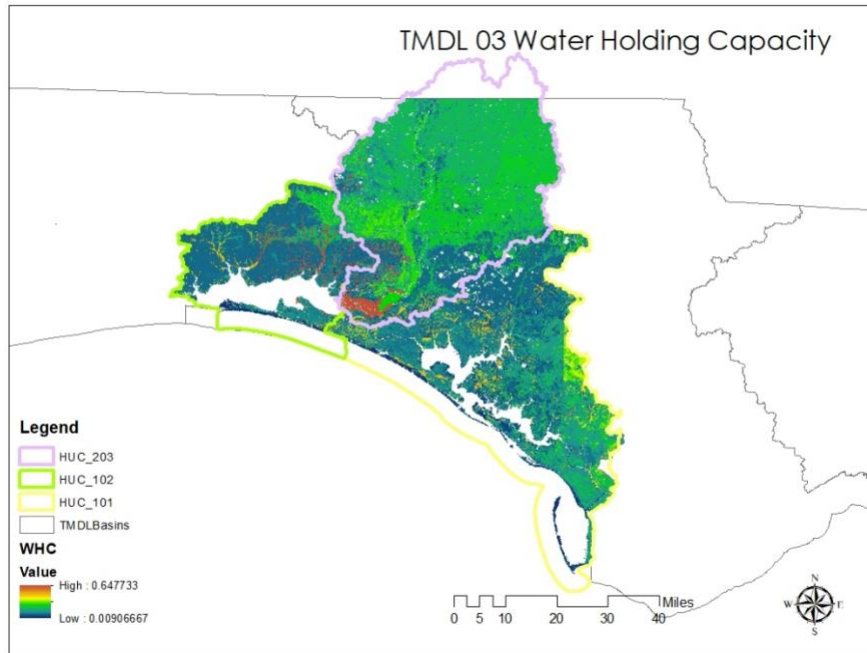 TMDL 03 Water Holding Capacity
Legend
HUC_203
HUC_102
HUC_101
TMDLBasins
WHC
Value
High : 0.647733
Low : 0.00906667
Miles
0 5 10 20 30 40
N
W E
S